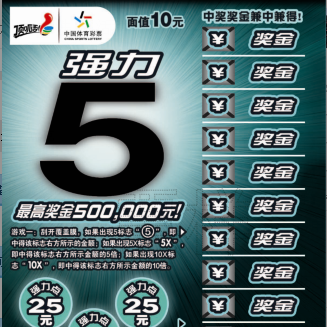 顶呱刮
中国体育彩票
CHINA SPORTS LOTTERY
面值10元
强力
5
最高奖金500,000元!
游戏一：刮开覆盖膜，如果出现5标志“⑤”，即
中得该标志右方所示的金额；如果出现5X标志“5X”，
即中得该标志右方所示金额的5倍；如果出现10X标
志“10X”，即中得该标志右方所示金额的10倍。
强力点
25
元
强力点
25
元
强力点
中奖奖金兼中兼得!
¥ 奖金
¥ 奖金
¥ 奖金
¥ 奖金
¥ 奖金
¥ 奖金
¥ 奖金
¥ 奖金
¥ 奖金